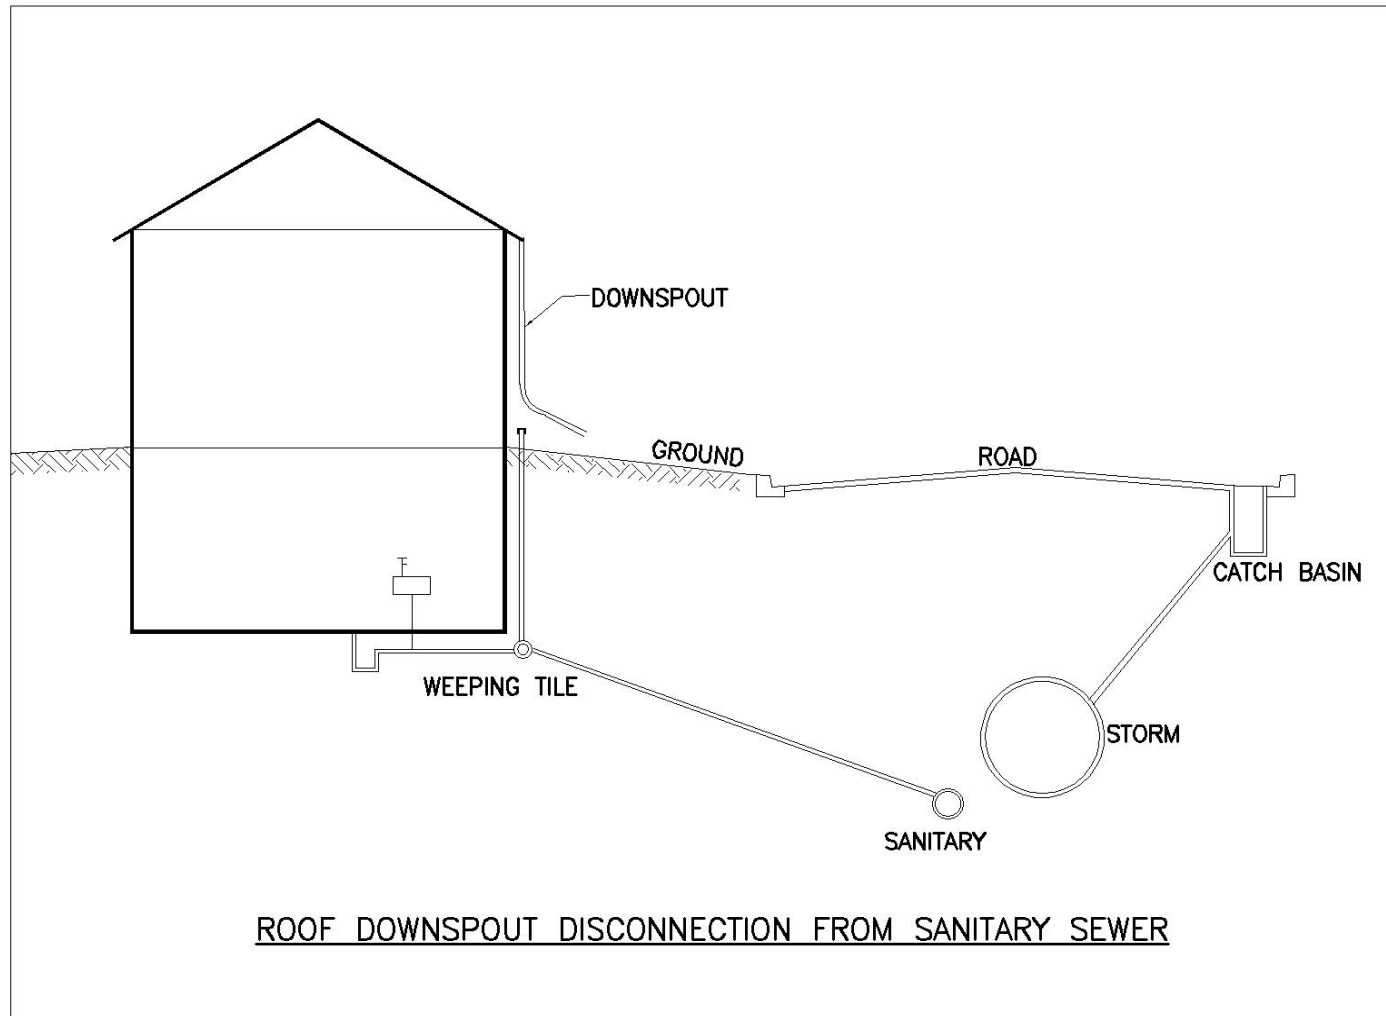 DOWNSPOUT
GROUND
ROAD
CATCH BASIN
WEEPING TILE
STORM
SANITARY
ROOF DOWNSPOUT DISCONNECTION FROM SANITARY SEWER